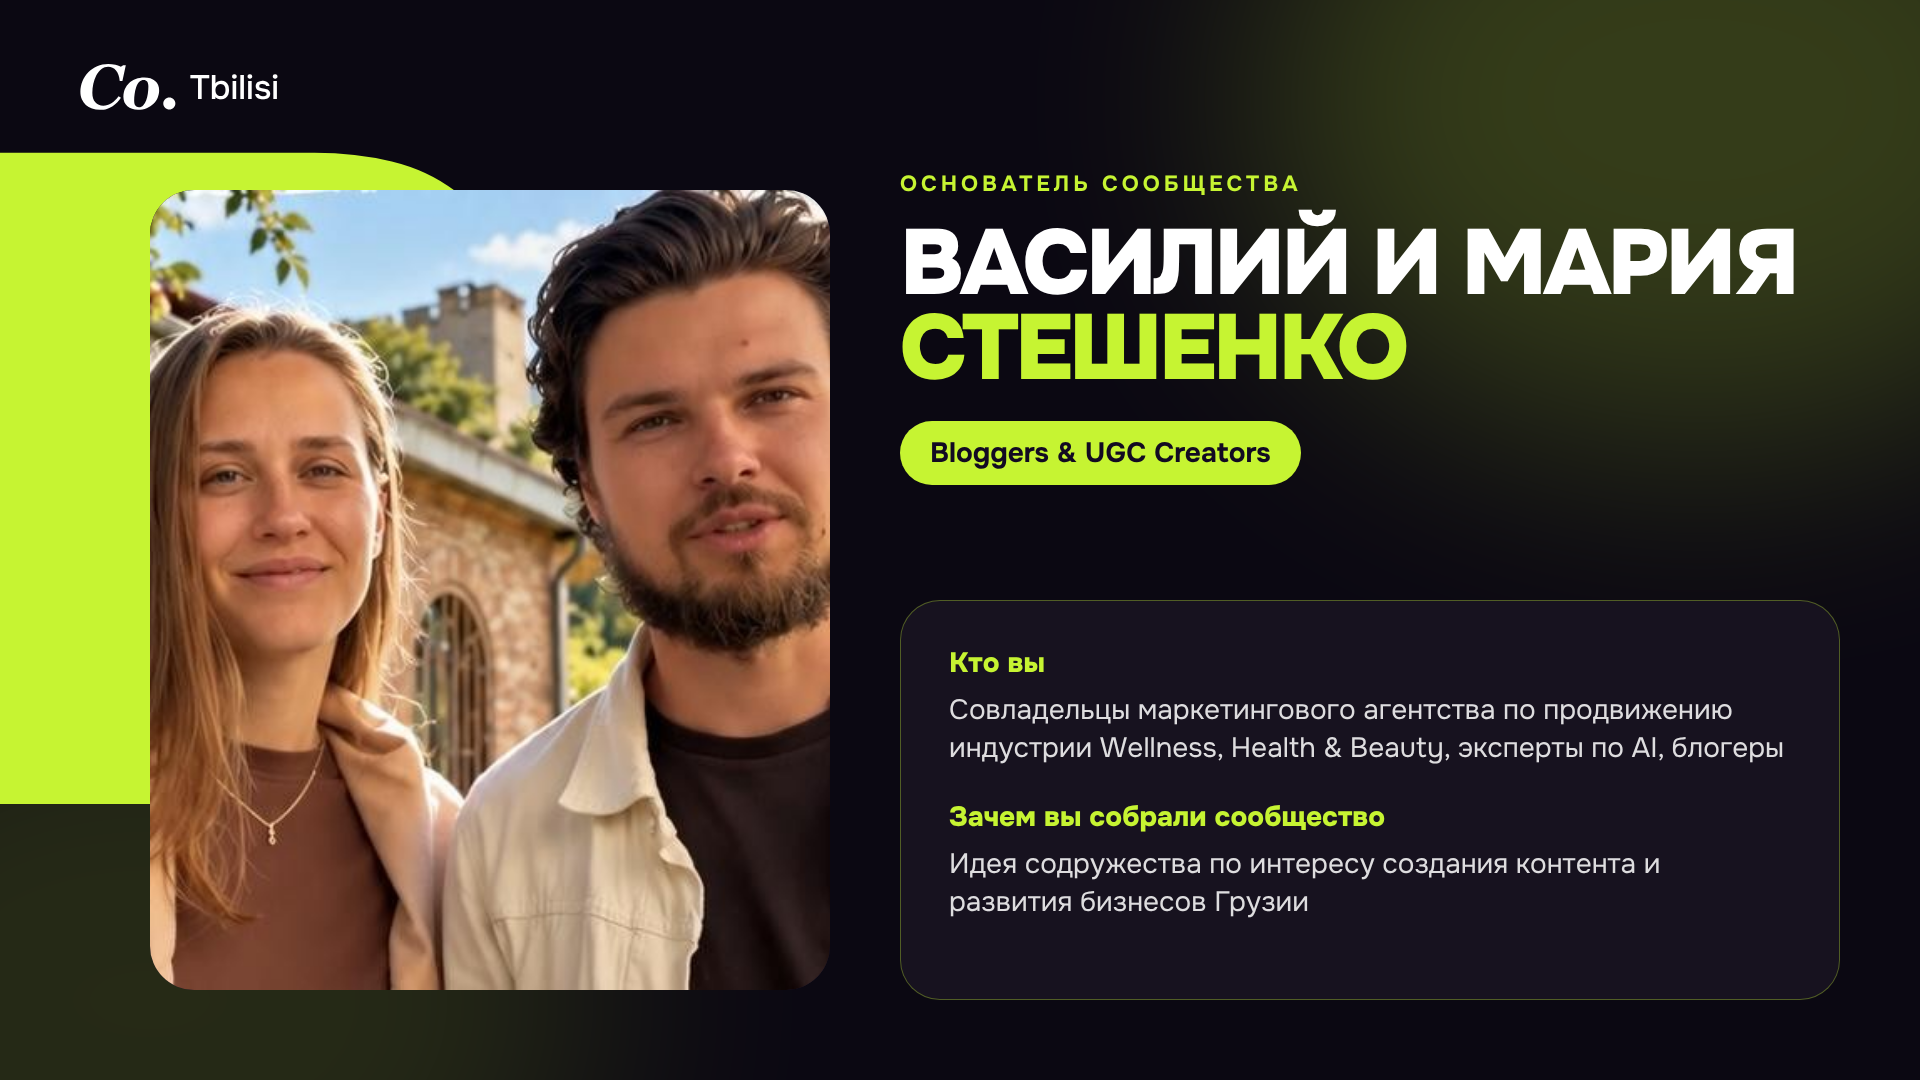 Co. Tbilisi
ОСНОВАТЕЛЬ СООБЩЕСТВА
ВАСИЛИЙ И МАРИЯ
СТЕШЕНКО
Bloggers & UGC Creators
Кто вы
Совладельцы маркетингового агентства по продвижению
индустрии Wellness, Health & Beauty, эксперты по AI, блогеры
Зачем вы собрали сообщество
Идея содружества по интересу создания контента и
развития бизнесов Грузии